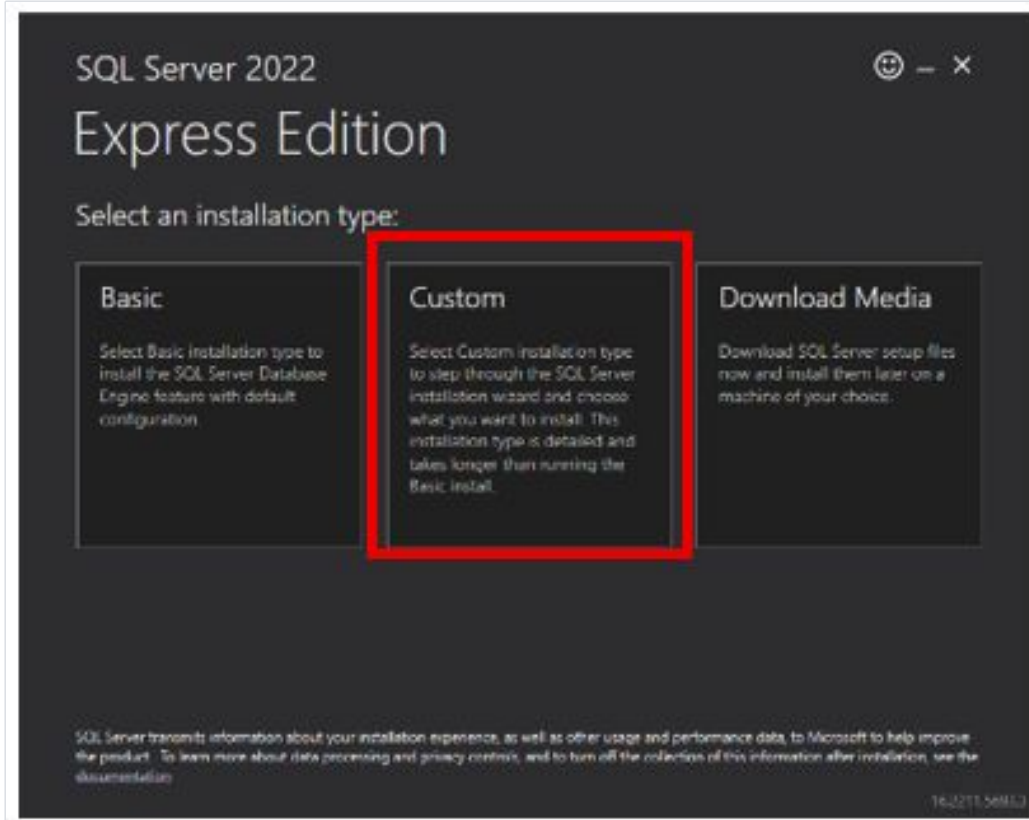 SQL Server 2022
Express Edition
Select an installation type:
Basic
Select Basic installation type to
install the SQL Server Database
Engine feature with default
configuration.
Custom
Select Custom installation type
to step through the SQL Server
installation wizard and choose
what you want to install. This
installation type is detailed and
takes longer than running the
Basic install.
Download Media
Download SQL Server setup files
now and install them later on a
machine of your choice.
SQL Server transmits information about your installation experience, as well as other usage and performance data, to Microsoft to help improve
the product. To learn more about data processing and privacy controls, and to turn off the collection of this information after installation, see the
documentation